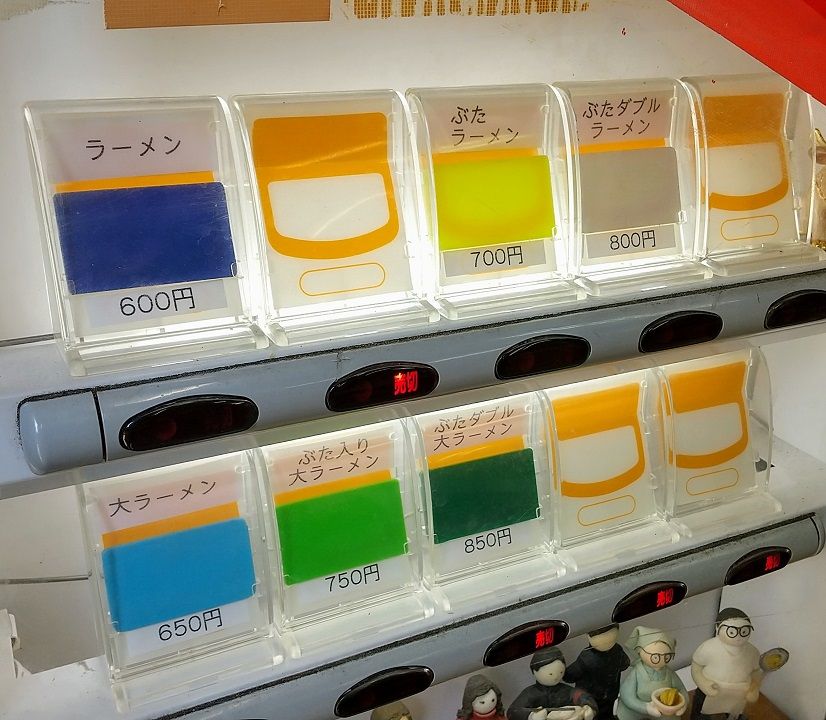 ラーメン
600円
ぶた
ラーメン
700円
ぶたダブル
ラーメン
800円
売切
大ラーメン
650円
ぶた入り
大ラーメン
750円
ぶたダブル
大ラーメン
850円
売切
売切
売切